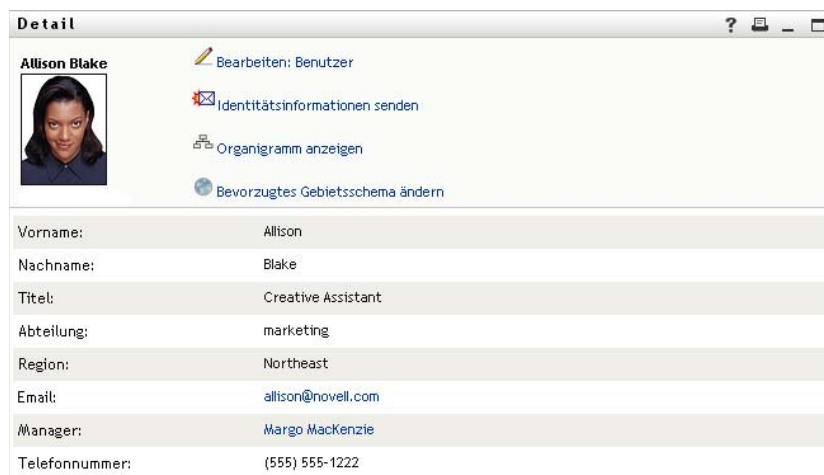 Detail ?
Allison Blake
Bearbeiten: Benutzer
Identitätsinformationen senden
Organigramm anzeigen
Bevorzugtes Gebietsschema ändern
Vorname: Allison
Nachname: Blake
Titel: Creative Assistant
Abteilung: marketing
Region: Northeast
Email: allison@novell.com
Manager: Margo MacKenzie
Telefonnummer: (555) 555-1222